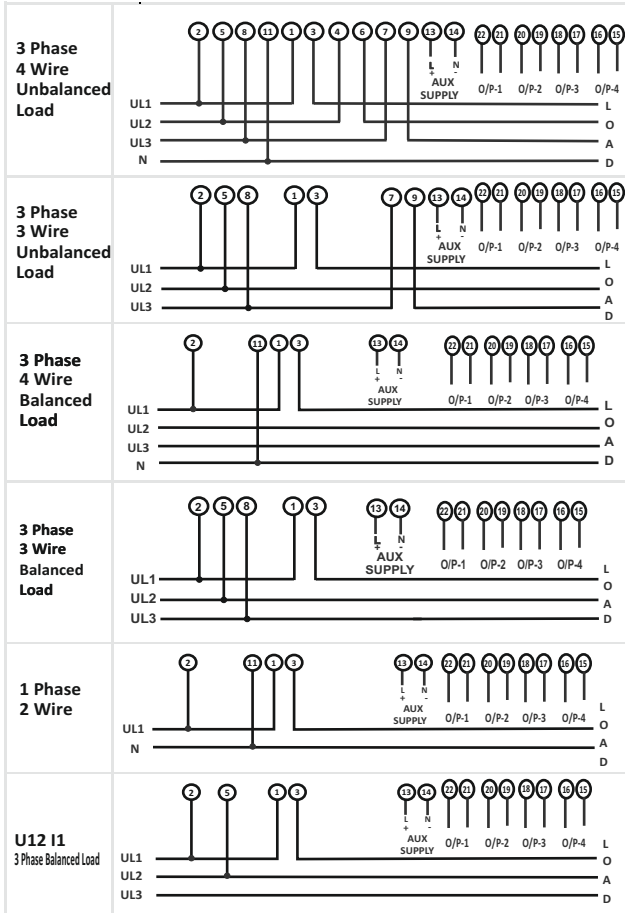 3 Phase
4 Wire
Unbalanced
Load
2 5 8 11 1 3 4 6 7 9 13 14 22 21 20 19 18 17 16 15
L N
+ -
AUX
SUPPLY
O/P-1 O/P-2 O/P-3 O/P-4
UL1 L
UL2 O
UL3 A
N D
3 Phase
3 Wire
Unbalanced
Load
2 5 8 1 3 7 9 13 14 22 21 20 19 18 17 16 15
L N
+ -
AUX
SUPPLY
O/P-1 O/P-2 O/P-3 O/P-4
UL1 L
UL2 O
UL3 A
D
3 Phase
4 Wire
Balanced
Load
2 11 1 3 13 14 22 21 20 19 18 17 16 15
L N
+ -
AUX
SUPPLY
O/P-1 O/P-2 O/P-3 O/P-4
UL1 L
UL2 O
UL3 A
N D
3 Phase
3 Wire
Balanced
Load
2 5 8 1 3 13 14 22 21 20 19 18 17 16 15
L N
+ -
AUX
SUPPLY
O/P-1 O/P-2 O/P-3 O/P-4
L
UL1 O
UL2 A
UL3 D
1 Phase
2 Wire
2 11 1 3 13 14 22 21 20 19 18 17 16 15
L N
+ -
AUX
SUPPLY
O/P-1 O/P-2 O/P-3 O/P-4
L
UL1 O
N A
D
U12 I1
3 Phase Balanced Load
2 5 1 3 13 14 22 21 20 19 18 17 16 15
L N
+ -
AUX
SUPPLY
O/P-1 O/P-2 O/P-3 O/P-4
L
UL1 O
UL2 A
UL3 D